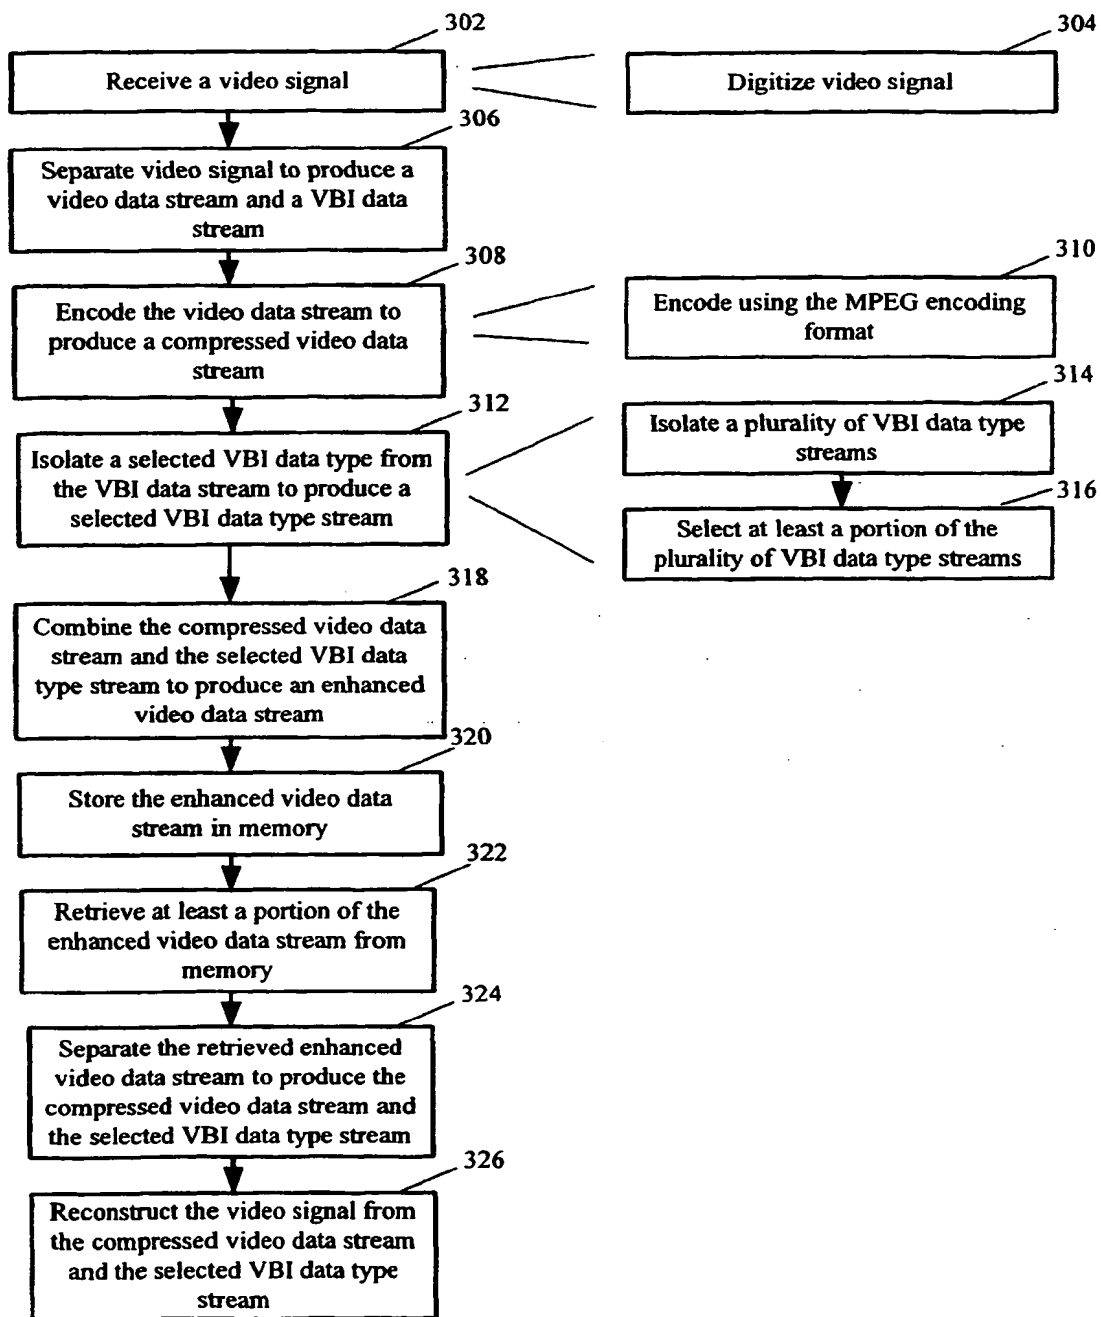 302
Receive a video signal
304
Digitize video signal
306
Separate video signal to produce a
video data stream and a VBI data
stream
308
Encode the video data stream to
produce a compressed video data
stream
310
Encode using the MPEG encoding
format
312
Isolate a selected VBI data type from
the VBI data stream to produce a
selected VBI data type stream
314
Isolate a plurality of VBI data type
streams
316
Select at least a portion of the
plurality of VBI data type streams
318
Combine the compressed video data
stream and the selected VBI data
type stream to produce an enhanced
video data stream
320
Store the enhanced video data
stream in memory
322
Retrieve at least a portion of the
enhanced video data stream from
memory
324
Separate the retrieved enhanced
video data stream to produce the
compressed video data stream and
the selected VBI data type stream
326
Reconstruct the video signal from
the compressed video data stream
and the selected VBI data type
stream